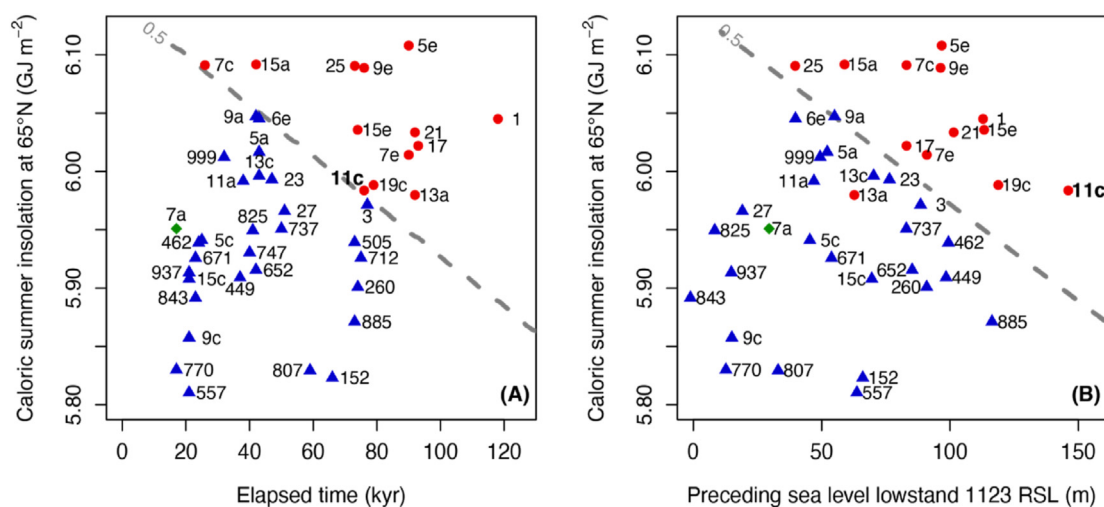 Caloric summer insolation at 65°N (GJ m⁻²)
6.10
6.00
5.90
5.80
0.5
7c
15a
25
5e
9e
9a
6e
15e
1
21
17
7e
5a
999
13c
11a
23
11c
19c
13a
3
7a
27
825
737
462
5c
747
505
671
712
937
15c
449
652
260
843
885
9c
770
557
807
152
(A)
0 20 40 60 80 100 120
Elapsed time (kyr)
Caloric summer insolation at 65°N (GJ m⁻²)
6.10
6.00
5.90
5.80
0.5
5e
25
15a
7c
9e
6e
9a
1
15e
21
17
7e
999
5a
13c
11a
23
13a
19c
11c
27
3
825
7a
737
5c
462
671
937
15c
652
449
260
843
885
9c
770
807
152
557
(B)
0 50 100 150
Preceding sea level lowstand 1123 RSL (m)